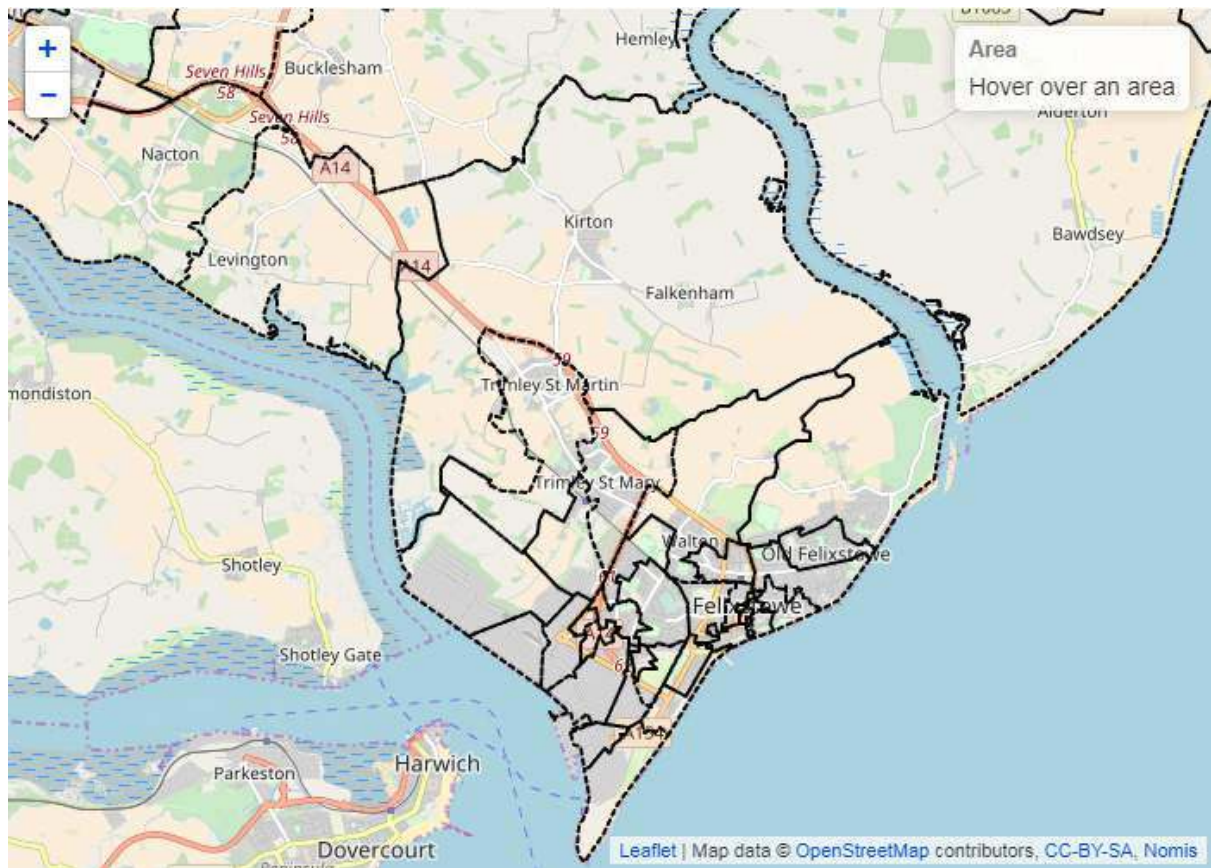 B1083
+
−
Hemley
Area
Hover over an area
Bucklesham
Seven Hills
58
Seven Hills
58
Alderton
Nacton
A14
Kirton
Bawdsey
Levington
A14
Falkenham
59
Trimley St Martin
59
Trimley St Mary
Walton
Old Felixstowe
Shotley
Felixstowe
Shotley Gate
A154
Harwich
Parkeston
Dovercourt
Leaflet | Map data © OpenStreetMap contributors, CC-BY-SA, Nomis